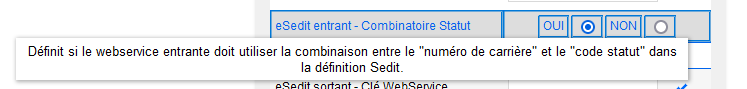 eSedit entrant - Combinatoire Statut OUI NON
Définit si le webservice entrante doit utiliser la combinaison entre le "numéro de carrière" et le "code statut" dans
la définition Sedit.
eSedit sortant - Clé WebService